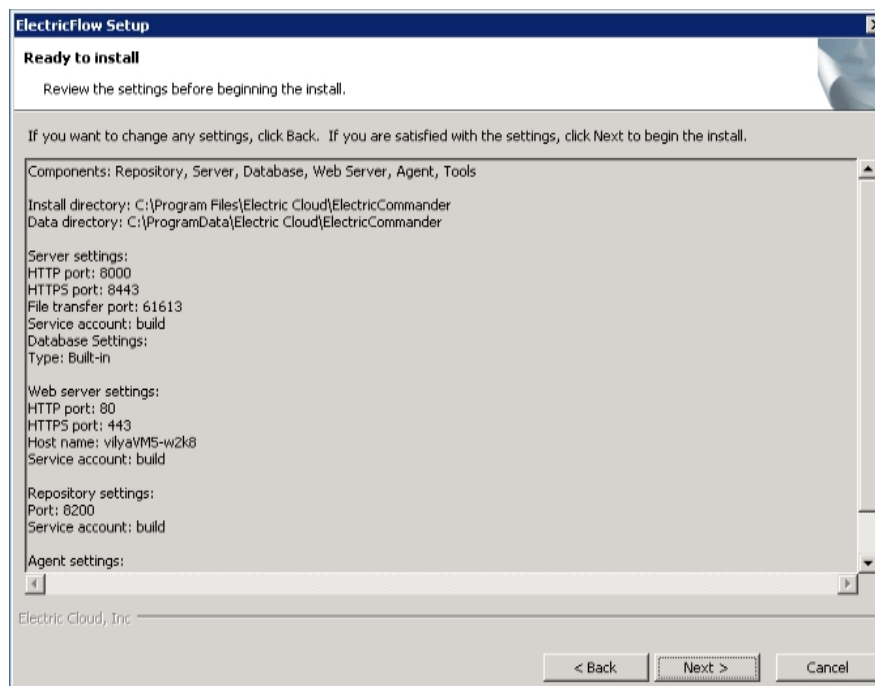 ElectricFlow Setup
Ready to install
Review the settings before beginning the install.
If you want to change any settings, click Back. If you are satisfied with the settings, click Next to begin the install.
Components: Repository, Server, Database, Web Server, Agent, Tools
Install directory: C:\Program Files\Electric Cloud\ElectricCommander
Data directory: C:\ProgramData\Electric Cloud\ElectricCommander
Server settings:
HTTP port: 8000
HTTPS port: 8443
File transfer port: 61613
Service account: build
Database Settings:
Type: Built-in
Web server settings:
HTTP port: 80
HTTPS port: 443
Host name: vilyaVM5-w2k8
Service account: build
Repository settings:
Port: 8200
Service account: build
Agent settings:
Electric Cloud, Inc
< Back
Next >
Cancel